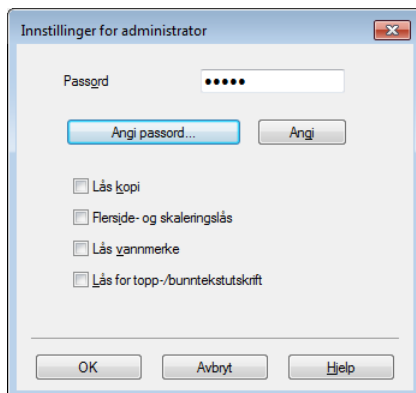 Innstillinger for administrator
Passord •••••
Angi passord... Angi
Lås kopi
Flerside- og skaleringslås
Lås vannmerke
Lås for topp-/bunntekstutskrift
OK Avbryt Hjelp